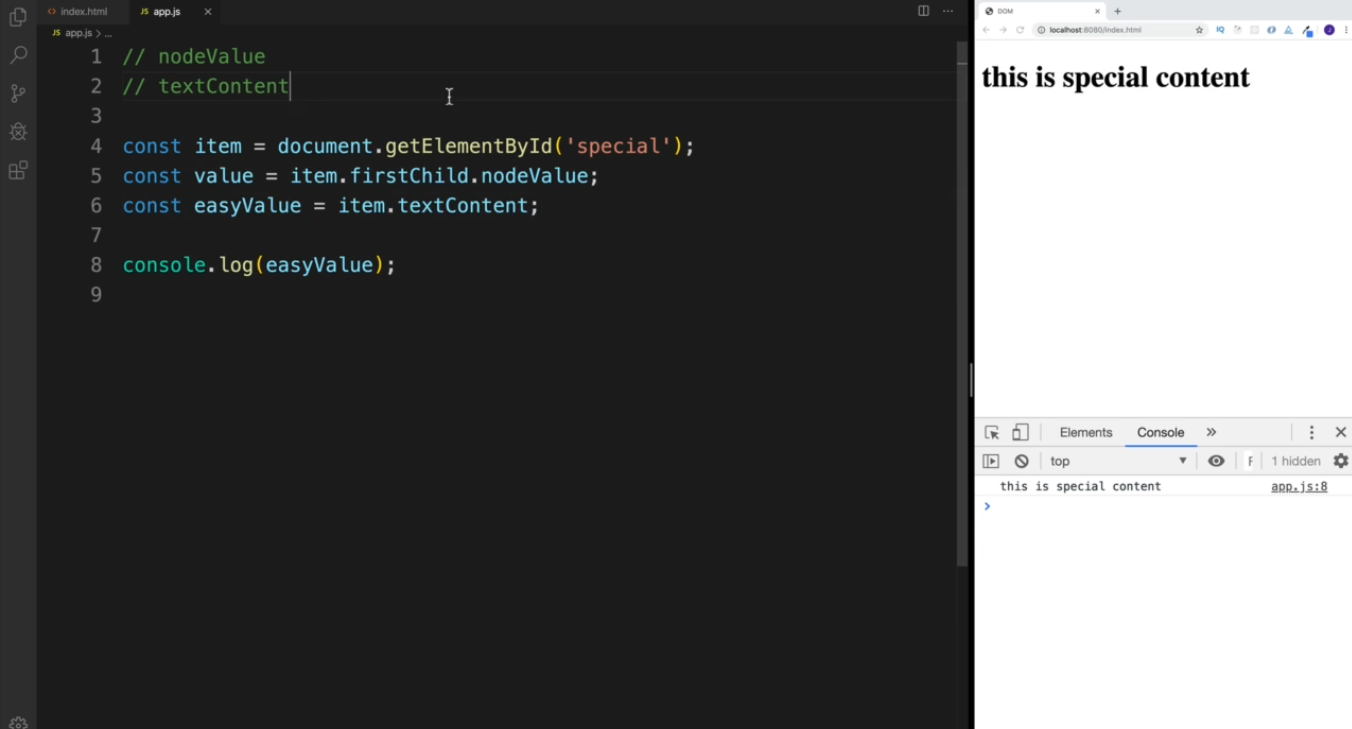 index.html
JS app.js ×
JS app.js > ...
1 // nodeValue
2 // textContent
3
4 const item = document.getElementById('special');
5 const value = item.firstChild.nodeValue;
6 const easyValue = item.textContent;
7
8 console.log(easyValue);
9
DOM
localhost:8080/index.html
IQ
J
this is special content
Elements Console »
top
F
1 hidden
this is special content app.js:8
>